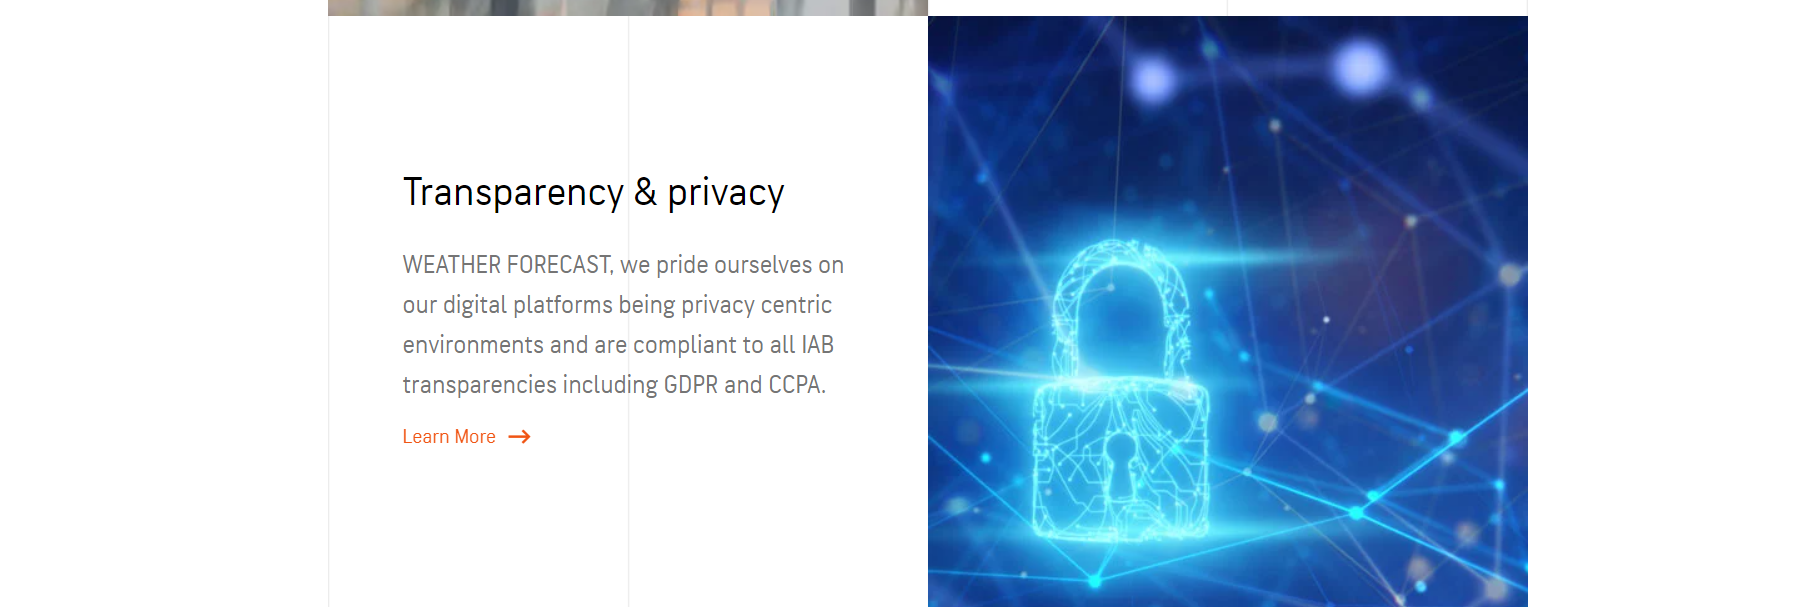 Transparency & privacy
WEATHER FORECAST, we pride ourselves on
our digital platforms being privacy centric
environments and are compliant to all IAB
transparencies including GDPR and CCPA.
Learn More